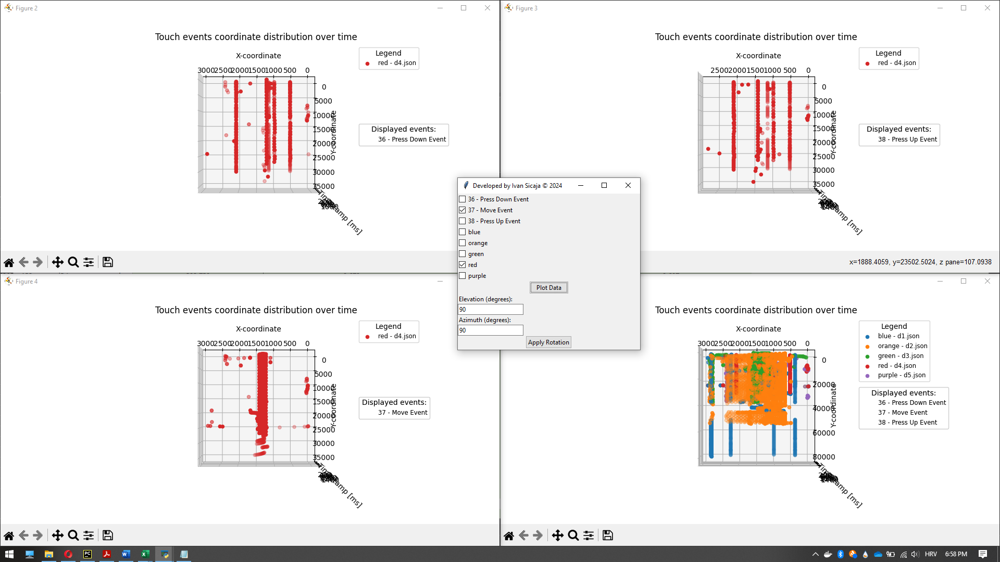 Figure 2
Touch events coordinate distribution over time
X-coordinate
3000 2500 2000 1500 1000 500 0
Legend
red - d4.json
0
5000
10000
15000
20000
25000
30000
35000
Y-coordinate
Displayed events:
36 - Press Down Event
Figure 3
Touch events coordinate distribution over time
X-coordinate
2500 2000 1500 1000 500 0
Legend
red - d4.json
0
5000
10000
15000
20000
25000
30000
35000
Y-coordinate
Displayed events:
38 - Press Up Event
x=1888.4059, y=23502.5024, z pane=107.0938
Developed by Ivan Sicaja © 2024
36 - Press Down Event
37 - Move Event
38 - Press Up Event
blue
orange
green
red
purple
Plot Data
Elevation (degrees):
90
Azimuth (degrees):
90
Apply Rotation
Figure 4
Touch events coordinate distribution over time
X-coordinate
3000 2500 2000 1500 1000 500 0
Legend
red - d4.json
0
5000
10000
15000
20000
25000
30000
35000
Y-coordinate
Displayed events:
37 - Move Event
Touch events coordinate distribution over time
X-coordinate
3000 2500 2000 1500 1000 500 0
Legend
blue - d1.json
orange - d2.json
green - d3.json
red - d4.json
purple - d5.json
0
20000
40000
60000
80000
Y-coordinate
Displayed events:
36 - Press Down Event
37 - Move Event
38 - Press Up Event
HRV
6:58 PM